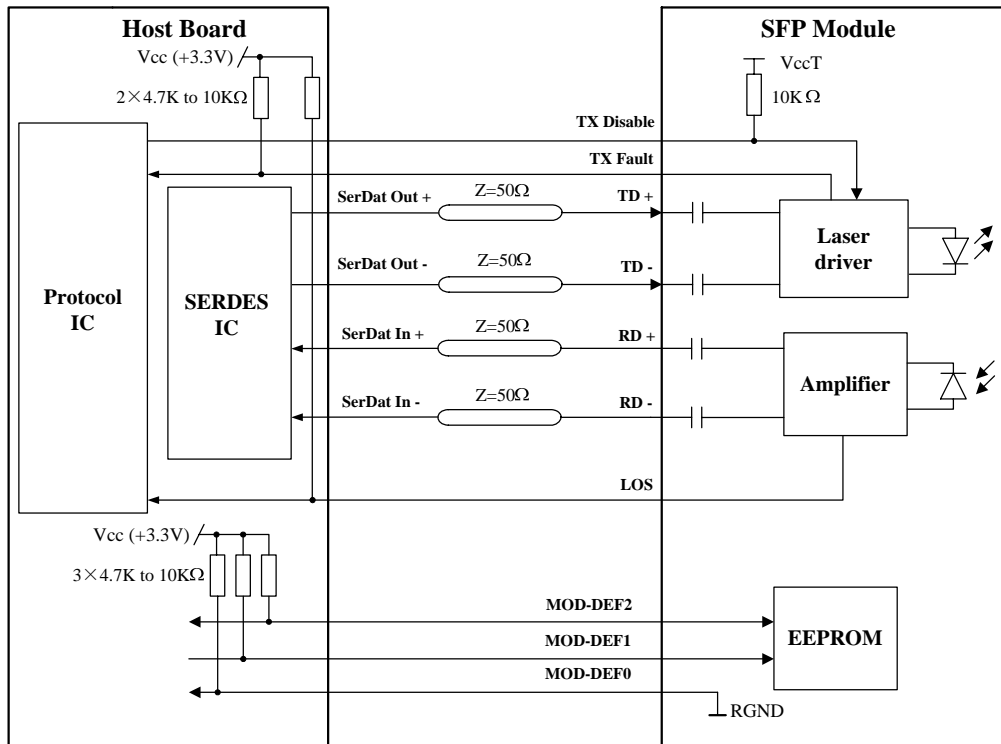 Host Board
SFP Module
Vcc (+3.3V)
VccT
2×4.7K to 10KΩ
10KΩ
TX Disable
TX Fault
SerDat Out +
Z=50Ω
TD +
Laser
driver
SerDat Out -
Z=50Ω
TD -
Protocol
IC
SERDES
IC
SerDat In +
Z=50Ω
RD +
Amplifier
SerDat In -
Z=50Ω
RD -
LOS
Vcc (+3.3V)
3×4.7K to 10KΩ
MOD-DEF2
EEPROM
MOD-DEF1
MOD-DEF0
RGND